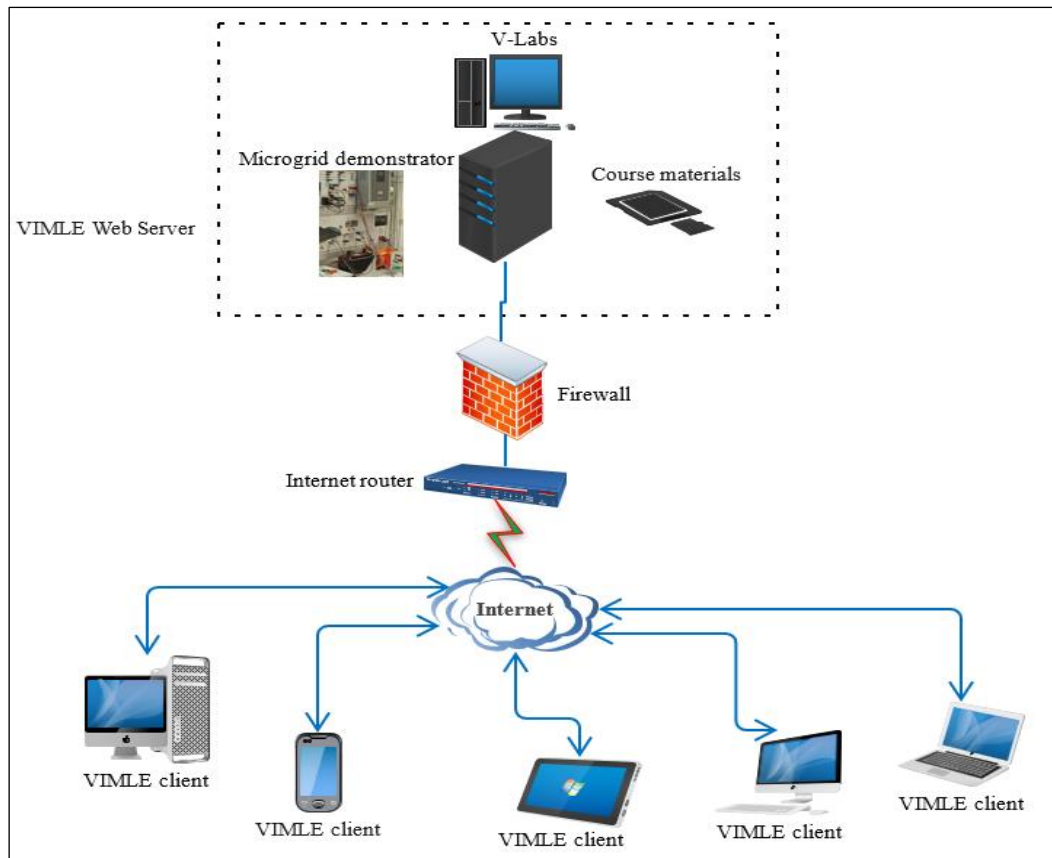 V-Labs
Microgrid demonstrator
Course materials
VIMLE Web Server
Firewall
Internet router
Internet
VIMLE client
VIMLE client
VIMLE client
VIMLE client
VIMLE client